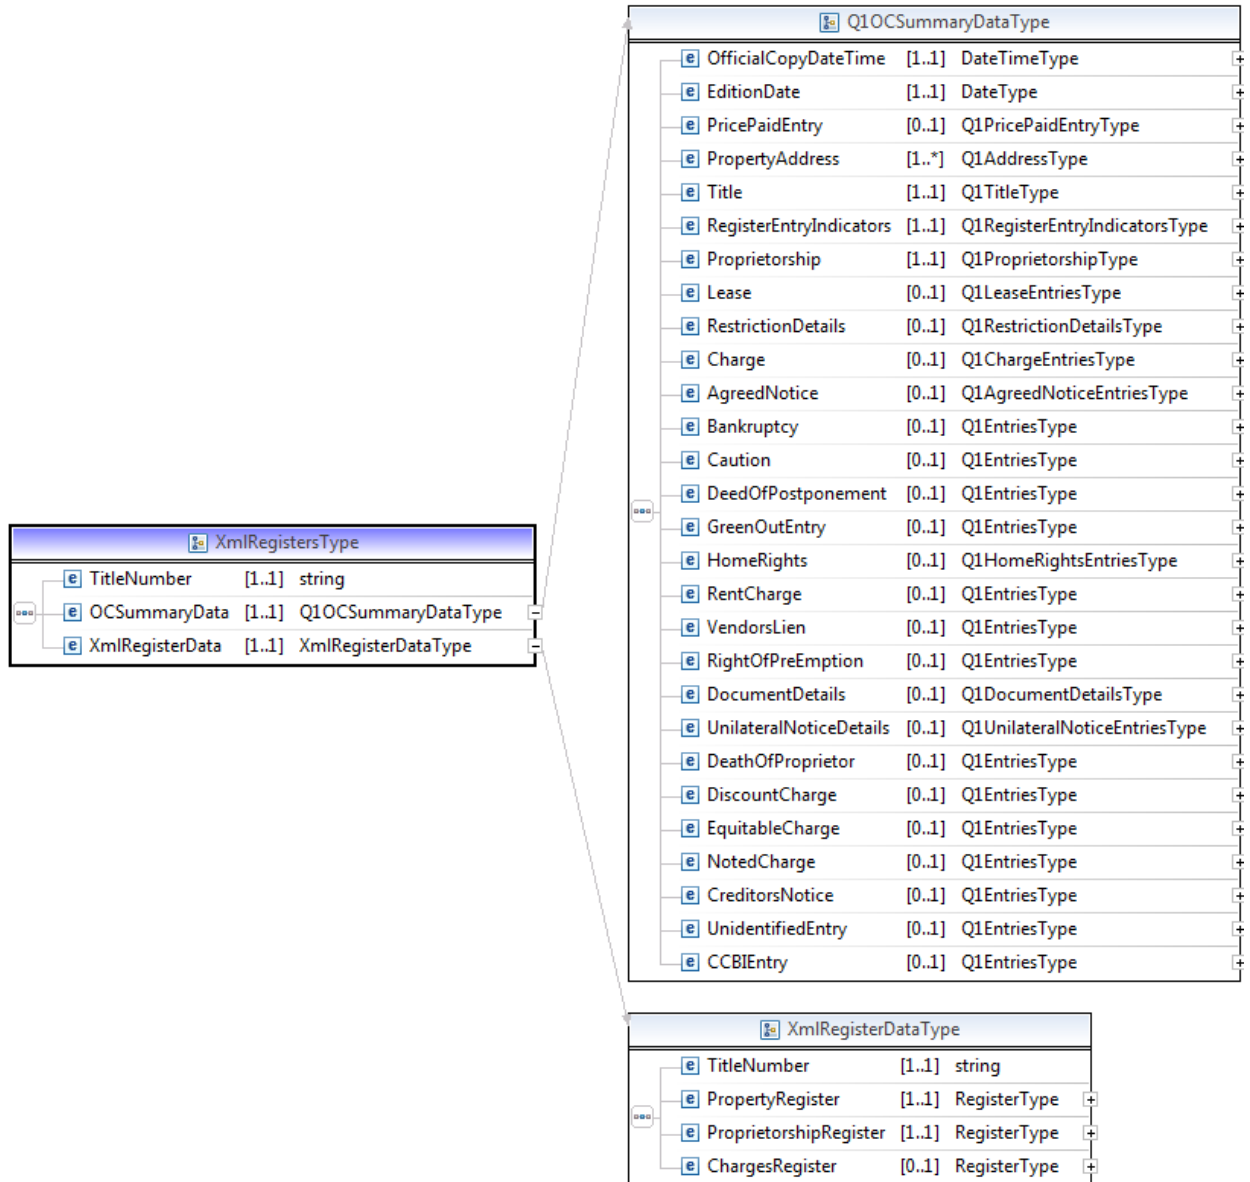 Q1OCSummaryDataType
OfficialCopyDateTime [1..1] DateTimeType
EditionDate [1..1] DateType
PricePaidEntry [0..1] Q1PricePaidEntryType
PropertyAddress [1..*] Q1AddressType
Title [1..1] Q1TitleType
RegisterEntryIndicators [1..1] Q1RegisterEntryIndicatorsType
Proprietorship [1..1] Q1ProprietorshipType
Lease [0..1] Q1LeaseEntriesType
RestrictionDetails [0..1] Q1RestrictionDetailsType
Charge [0..1] Q1ChargeEntriesType
AgreedNotice [0..1] Q1AgreedNoticeEntriesType
Bankruptcy [0..1] Q1EntriesType
Caution [0..1] Q1EntriesType
DeedOfPostponement [0..1] Q1EntriesType
GreenOutEntry [0..1] Q1EntriesType
HomeRights [0..1] Q1HomeRightsEntriesType
RentCharge [0..1] Q1EntriesType
VendorsLien [0..1] Q1EntriesType
RightOfPreEmption [0..1] Q1EntriesType
DocumentDetails [0..1] Q1DocumentDetailsType
UnilateralNoticeDetails [0..1] Q1UnilateralNoticeEntriesType
DeathOfProprietor [0..1] Q1EntriesType
DiscountCharge [0..1] Q1EntriesType
EquitableCharge [0..1] Q1EntriesType
NotedCharge [0..1] Q1EntriesType
CreditorsNotice [0..1] Q1EntriesType
UnidentifiedEntry [0..1] Q1EntriesType
CCBIEntry [0..1] Q1EntriesType
XmlRegistersType
TitleNumber [1..1] string
OCSummaryData [1..1] Q1OCSummaryDataType
XmlRegisterData [1..1] XmlRegisterDataType
XmlRegisterDataType
TitleNumber [1..1] string
PropertyRegister [1..1] RegisterType
ProprietorshipRegister [1..1] RegisterType
ChargesRegister [0..1] RegisterType